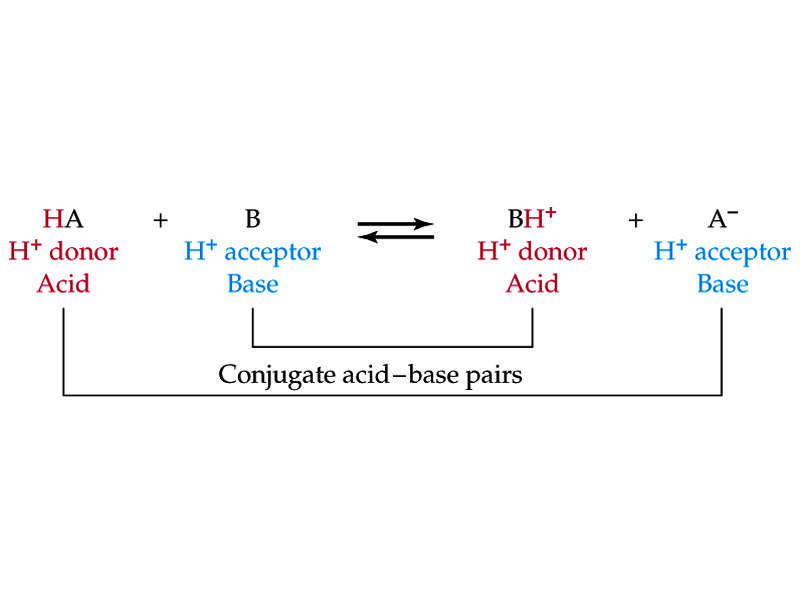 HA + B ⇌ BH⁺ + A⁻
H⁺ donor H⁺ acceptor H⁺ donor H⁺ acceptor
Acid Base Acid Base
Conjugate acid–base pairs